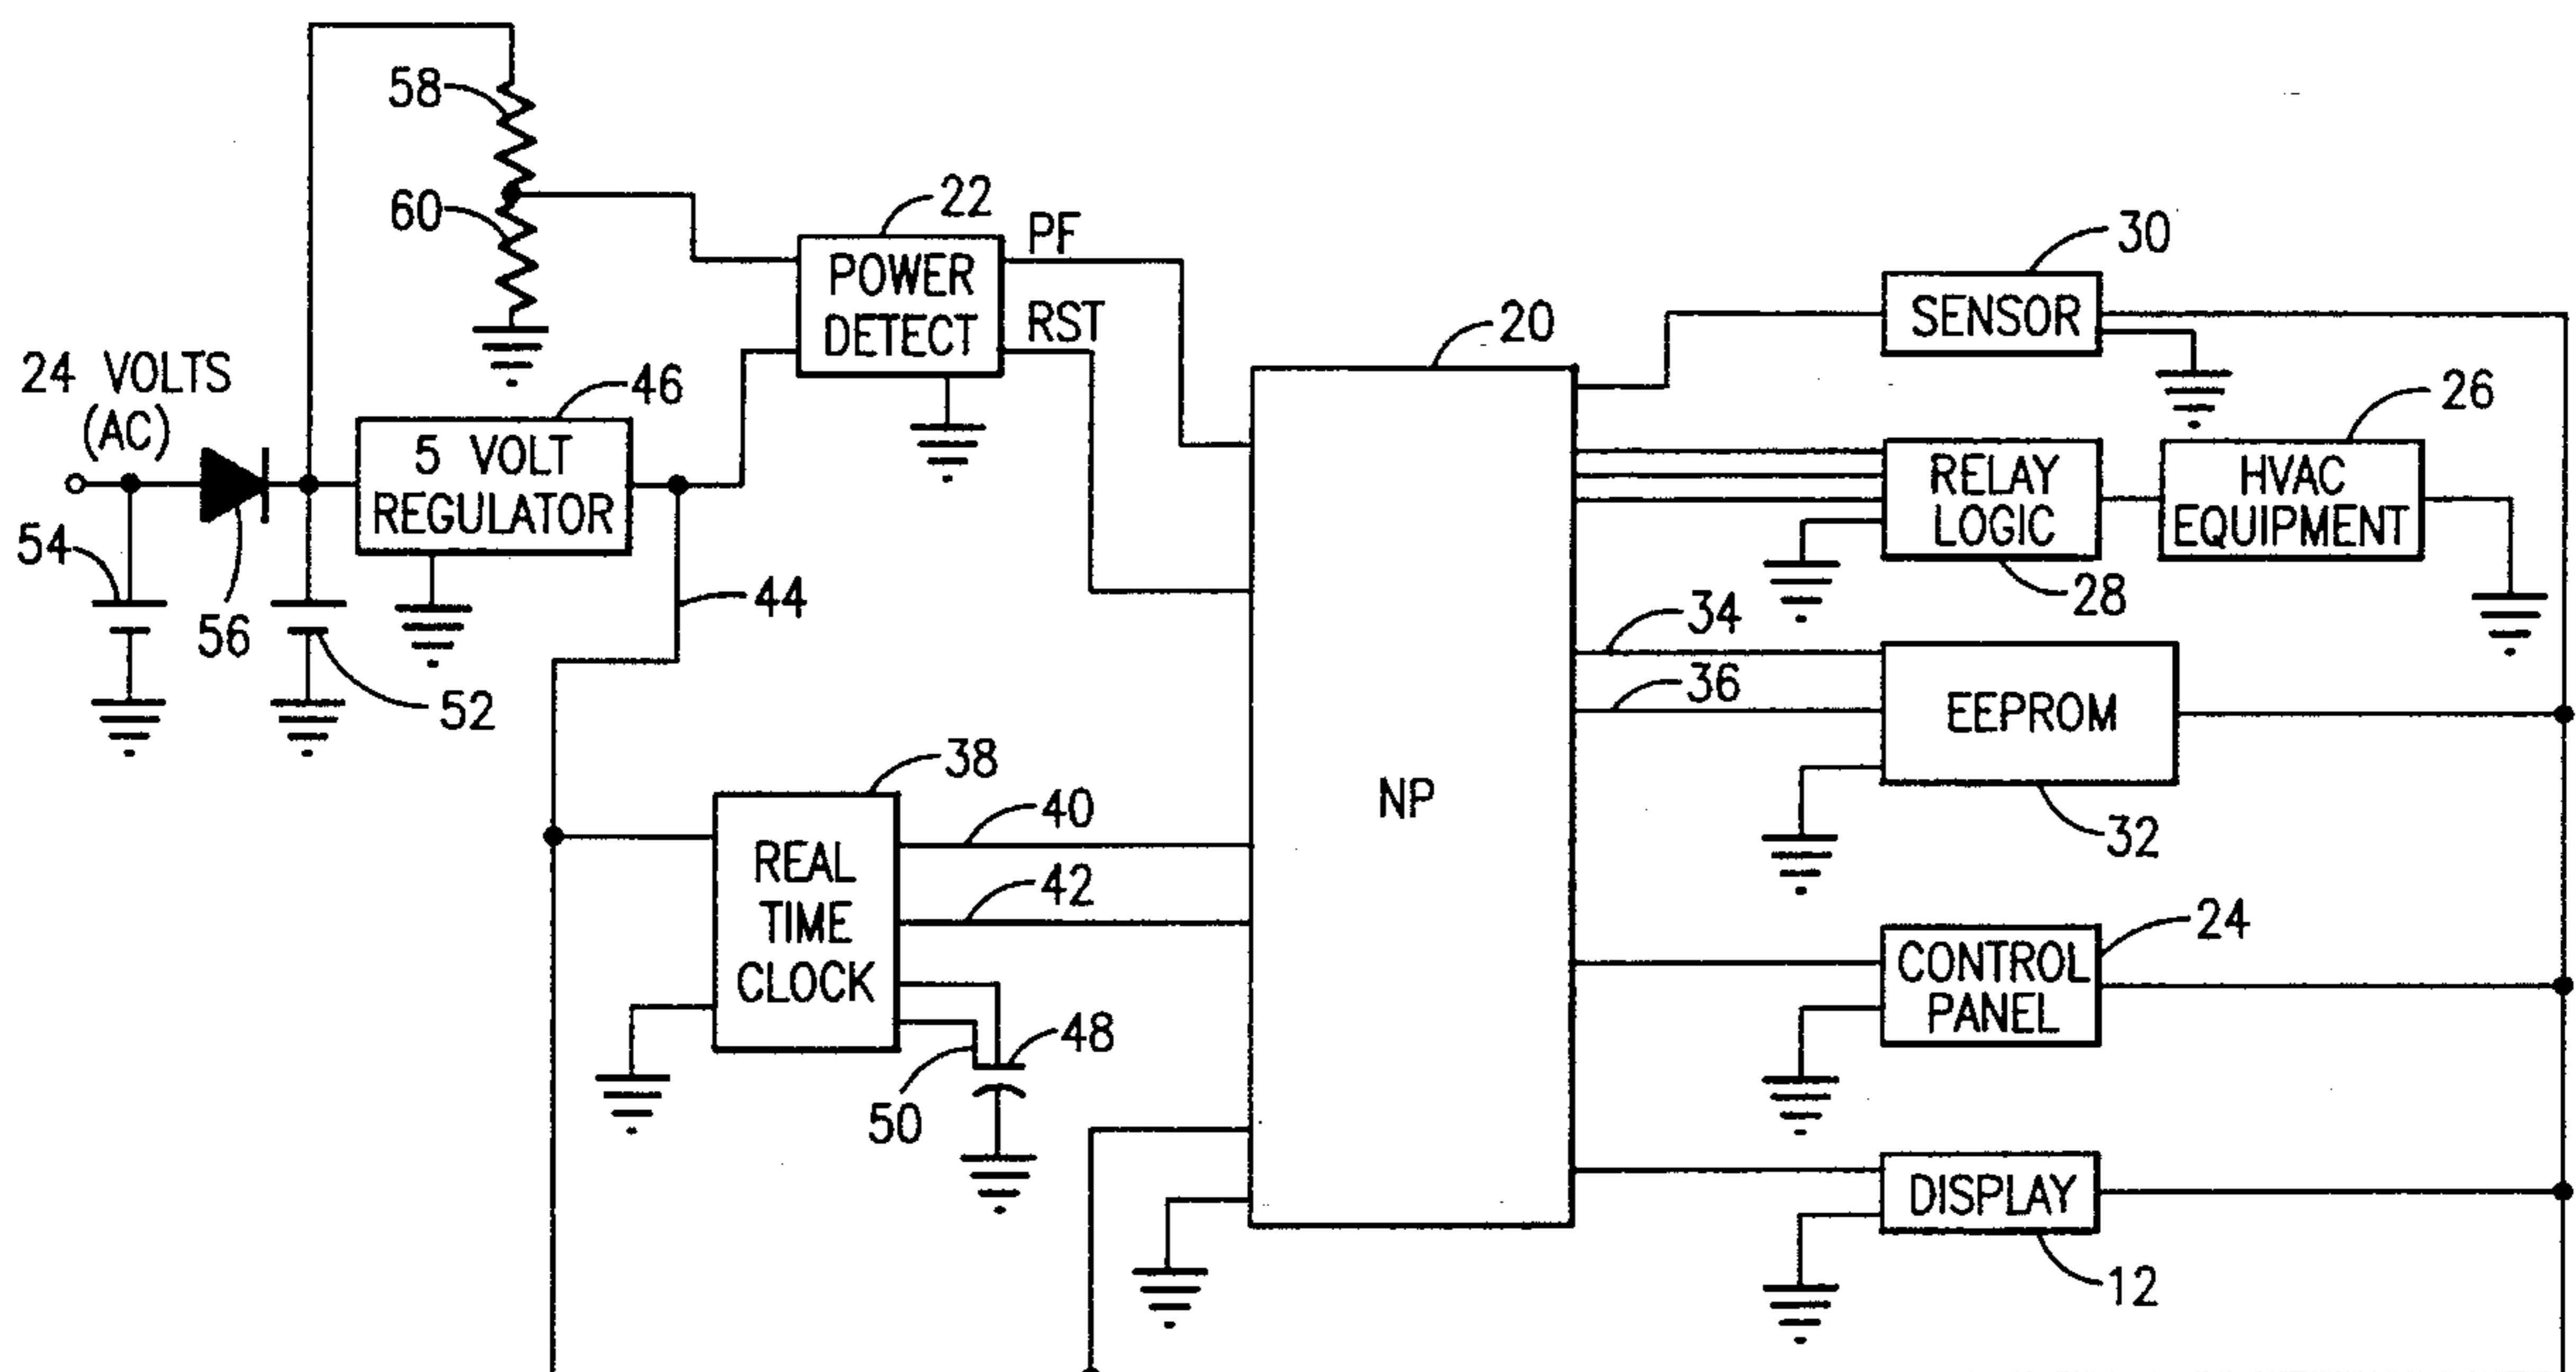 58
60
22
PF
30
POWER
DETECT
RST
20
SENSOR
24 VOLTS
(AC)
46
26
5 VOLT
REGULATOR
RELAY
LOGIC
HVAC
EQUIPMENT
54
56
44
28
34
52
36
EEPROM
38
NP
40
32
REAL
TIME
CLOCK
42
24
CONTROL
PANEL
48
50
DISPLAY
12